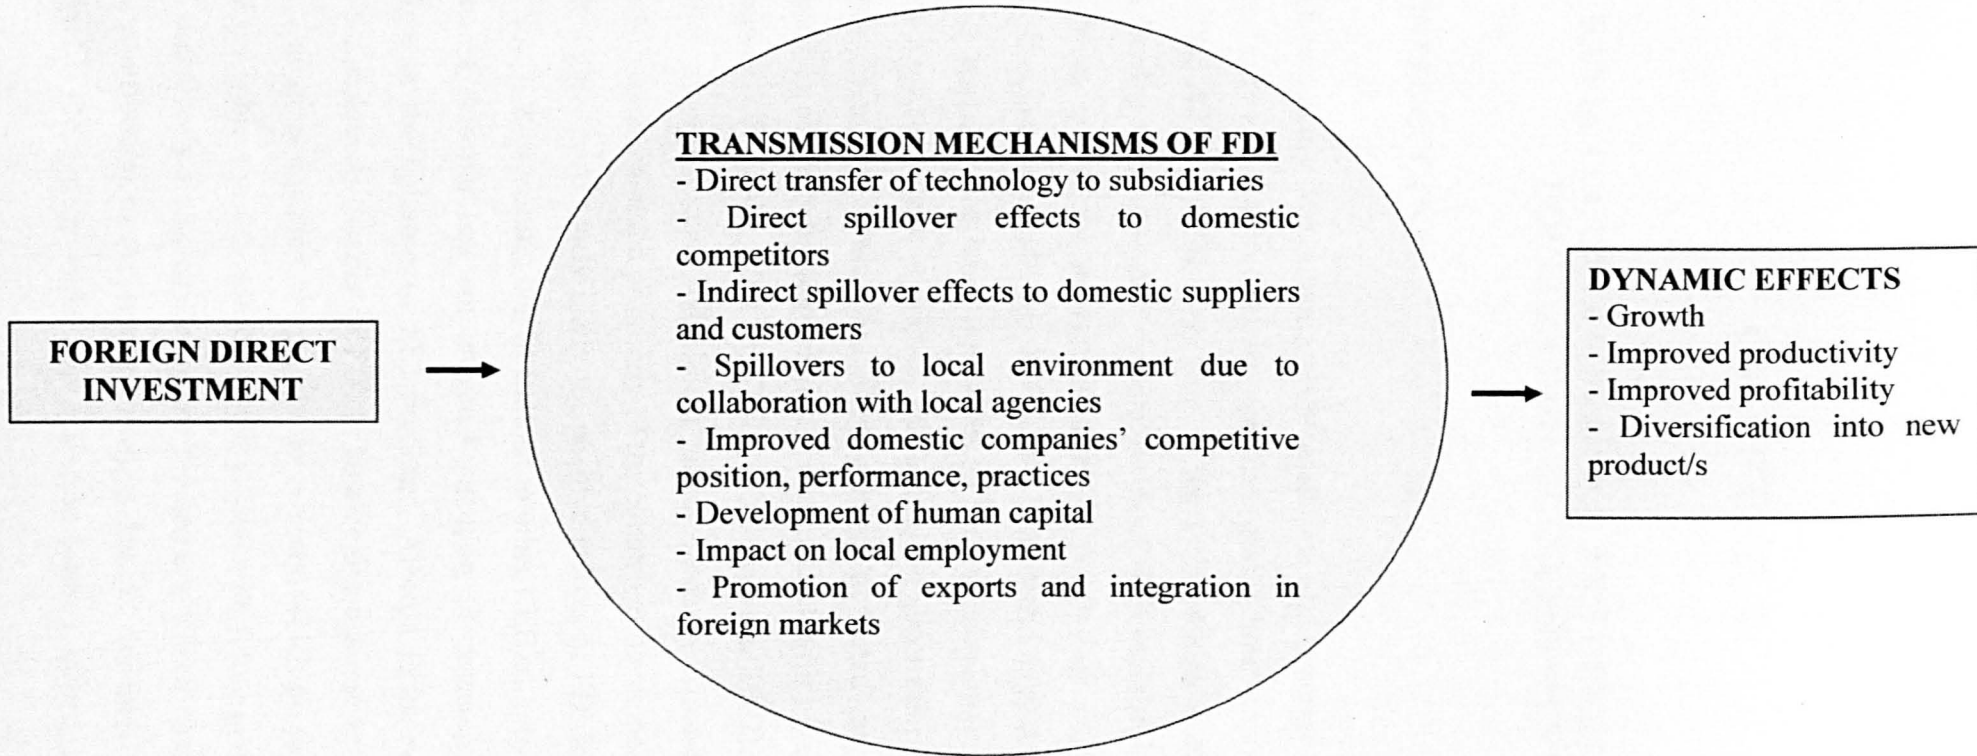 FOREIGN DIRECT
INVESTMENT
TRANSMISSION MECHANISMS OF FDI
- Direct transfer of technology to subsidiaries
- Direct spillover effects to domestic
competitors
- Indirect spillover effects to domestic suppliers
and customers
- Spillovers to local environment due to
collaboration with local agencies
- Improved domestic companies’ competitive
position, performance, practices
- Development of human capital
- Impact on local employment
- Promotion of exports and integration in
foreign markets
DYNAMIC EFFECTS
- Growth
- Improved productivity
- Improved profitability
- Diversification into new
product/s